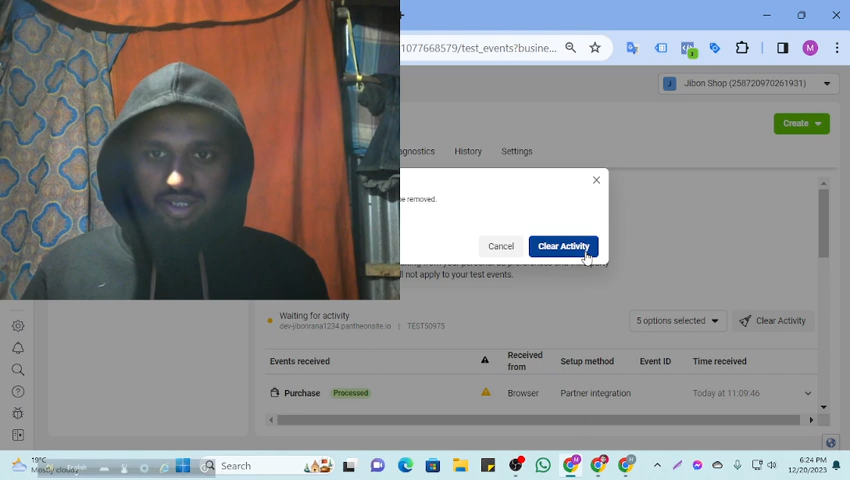 1077668579/test_events?busine...
3
M
J Jibon Shop (258720970261931)
Create
agnostics History Settings
e removed.
Cancel Clear Activity
ll not apply to your test events.
Waiting for activity
dev-jibonrana1234.pantheonsite.io | TEST50975
5 options selected
Clear Activity
Events received Received from Setup method Event ID Time received
Purchase Processed Browser Partner integration Today at 11:09:46
19°C
Mostly cloudy
English
Search
6:24 PM
12/20/2023